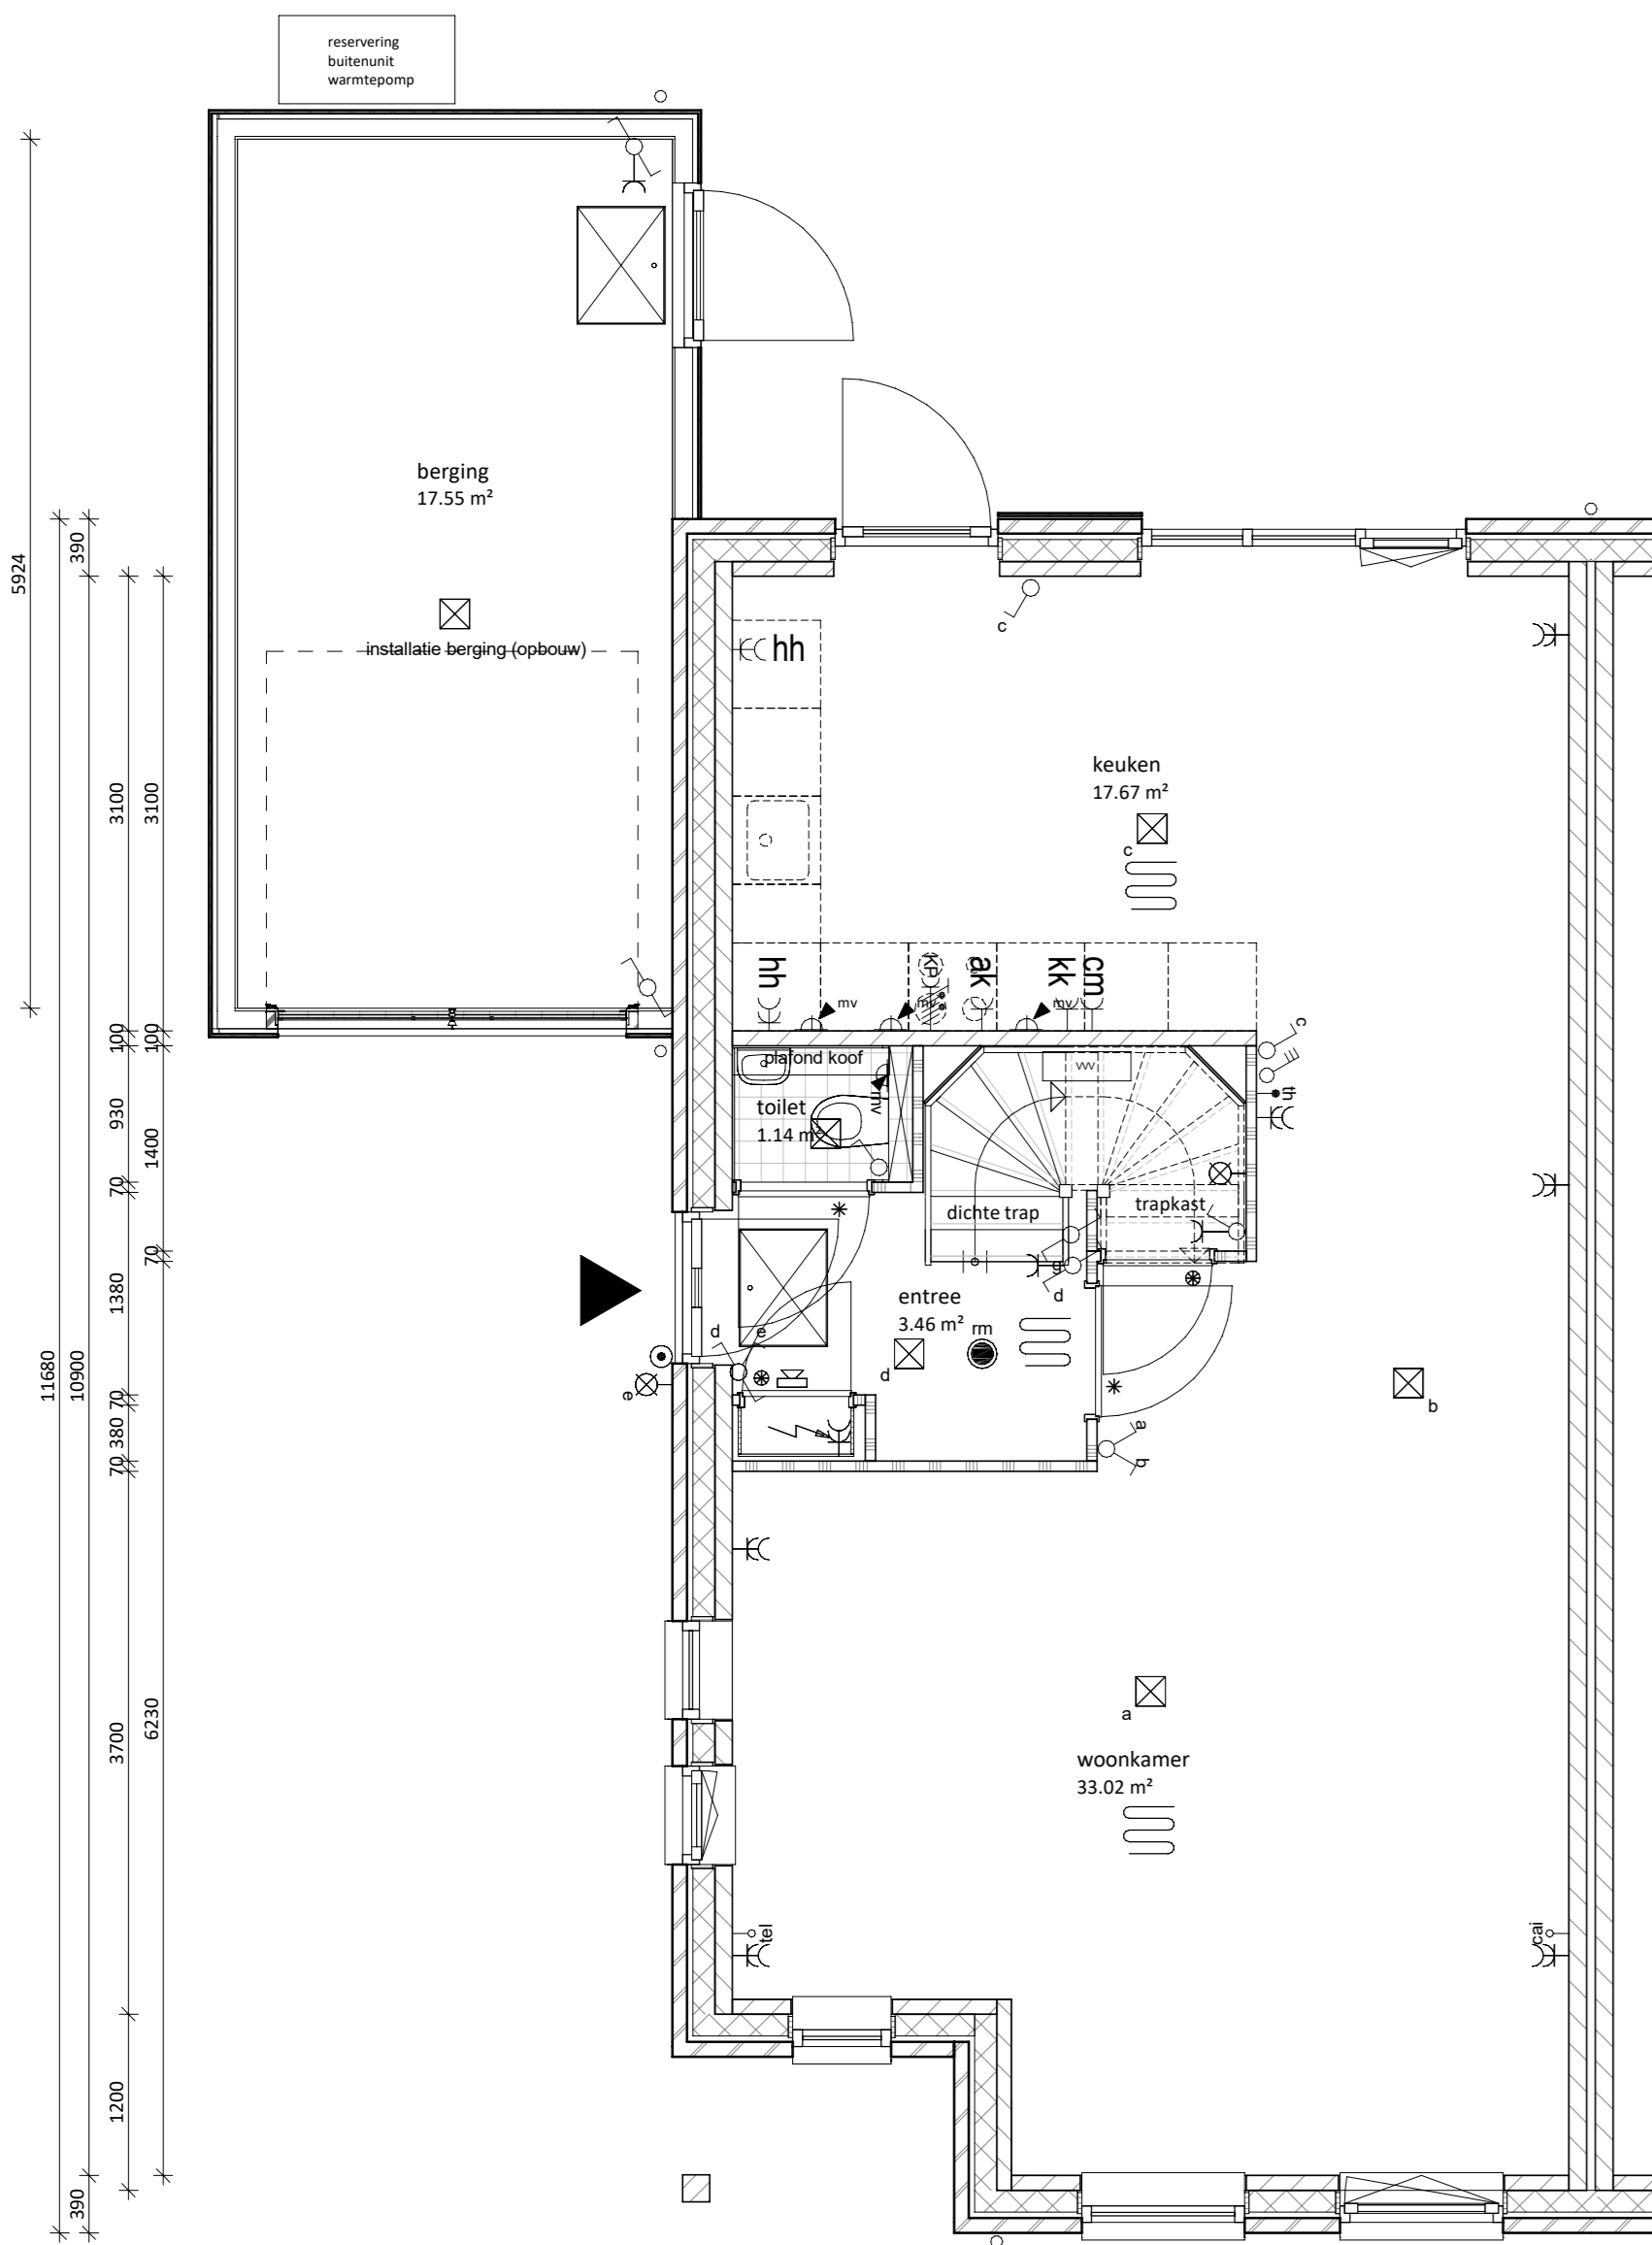 reservering
buitenunit
warmtepomp
berging
17.55 m²
installatie berging (opbouw)
5924
390
3100
3100
hh
c
keuken
17.67 m²
c
hh
mv
mv
KP
ak
kk
cm
mv
100
100
plafond koof
toilet
1.14 m²
mv
930
1400
70
c
E
th
dichte trap
trapkast
70
1380
g
d
entree
3.46 m²
rm
d
e
d
e
11680
10900
70
380
70
a
b
b
3700
6230
a
woonkamer
33.02 m²
tel
cai
1200
390